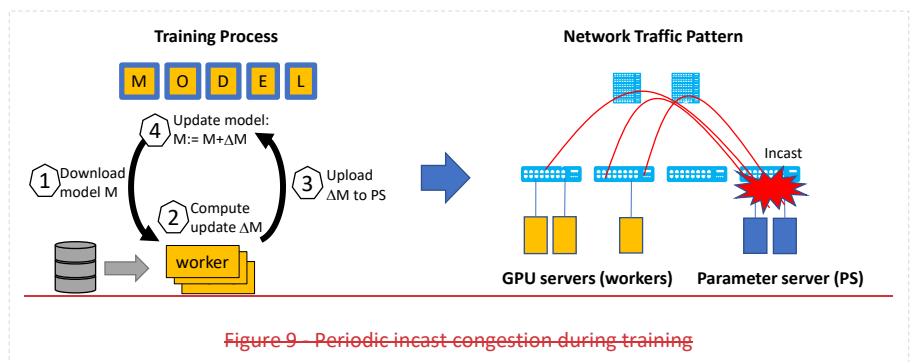 Training Process
Network Traffic Pattern
M O D E L
4 Update model:
M:= M+ΔM
1 Download
model M
3 Upload
ΔM to PS
2 Compute
update ΔM
worker
Incast
GPU servers (workers)
Parameter server (PS)
Figure 9 - Periodic incast congestion during training